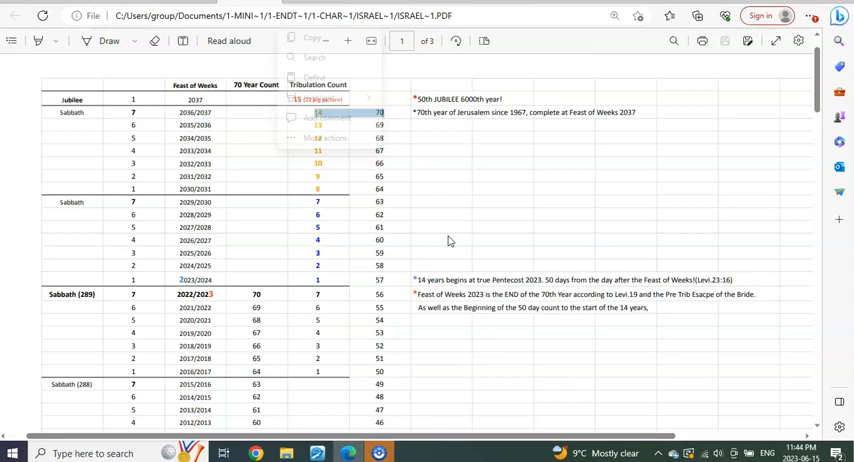 File C:/Users/group/Documents/1-MINI~1/1-ENDT~1/1-CHAR~1/ISRAEL~1/ISRAEL~1.PDF
Sign in
Draw Read aloud 1 of 3
Copy
Search
Define
Add comment
More actions
Feast of Weeks 70 Year Count Tribulation Count
Jubilee 1 2037 15 *50th JUBILEE 6000th year!
Sabbath 7 2036/2037 14 70 *70th year of Jerusalem since 1967, complete at Feast of Weeks 2037
6 2035/2036 13 69
5 2034/2035 12 68
4 2033/2034 11 67
3 2032/2033 10 66
2 2031/2032 9 65
1 2030/2031 8 64
Sabbath 7 2029/2030 7 63
6 2028/2029 6 62
5 2027/2028 5 61
4 2026/2027 4 60
3 2025/2026 3 59
2 2024/2025 2 58
1 2023/2024 1 57 *14 years begins at true Pentecost 2023. 50 days from the day after the Feast of Weeks!(Levi.23:16)
Sabbath (289) 7 2022/2023 70 7 56 *Feast of Weeks 2023 is the END of the 70th Year according to Levi.19 and the Pre Trib Esacpe of the Bride.
6 2021/2022 69 6 55 As well as the Beginning of the 50 day count to the start of the 14 years,
5 2020/2021 68 5 54
4 2019/2020 67 4 53
3 2018/2019 66 3 52
2 2017/2018 65 2 51
1 2016/2017 64 1 50
Sabbath (288) 7 2015/2016 63 49
6 2014/2015 62 48
5 2013/2014 61 47
4 2012/2013 60 46
Type here to search 9°C Mostly clear ENG 11:44 PM
2023-06-15